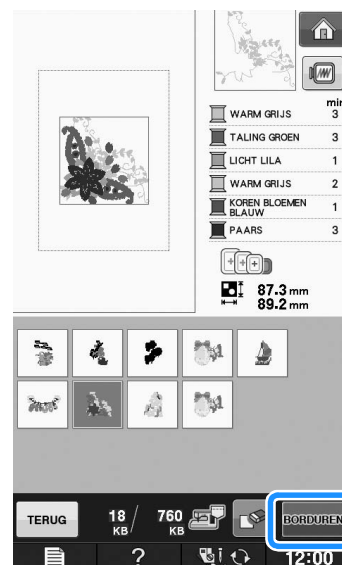 min
WARM GRIJS 3
TALING GROEN 3
LICHT LILA 1
WARM GRIJS 2
KOREN BLOEMEN
BLAUW 1
PAARS 3
87.3 mm
89.2 mm
TERUG
18 / 760
KB KB
BORDUREN
?
12:00